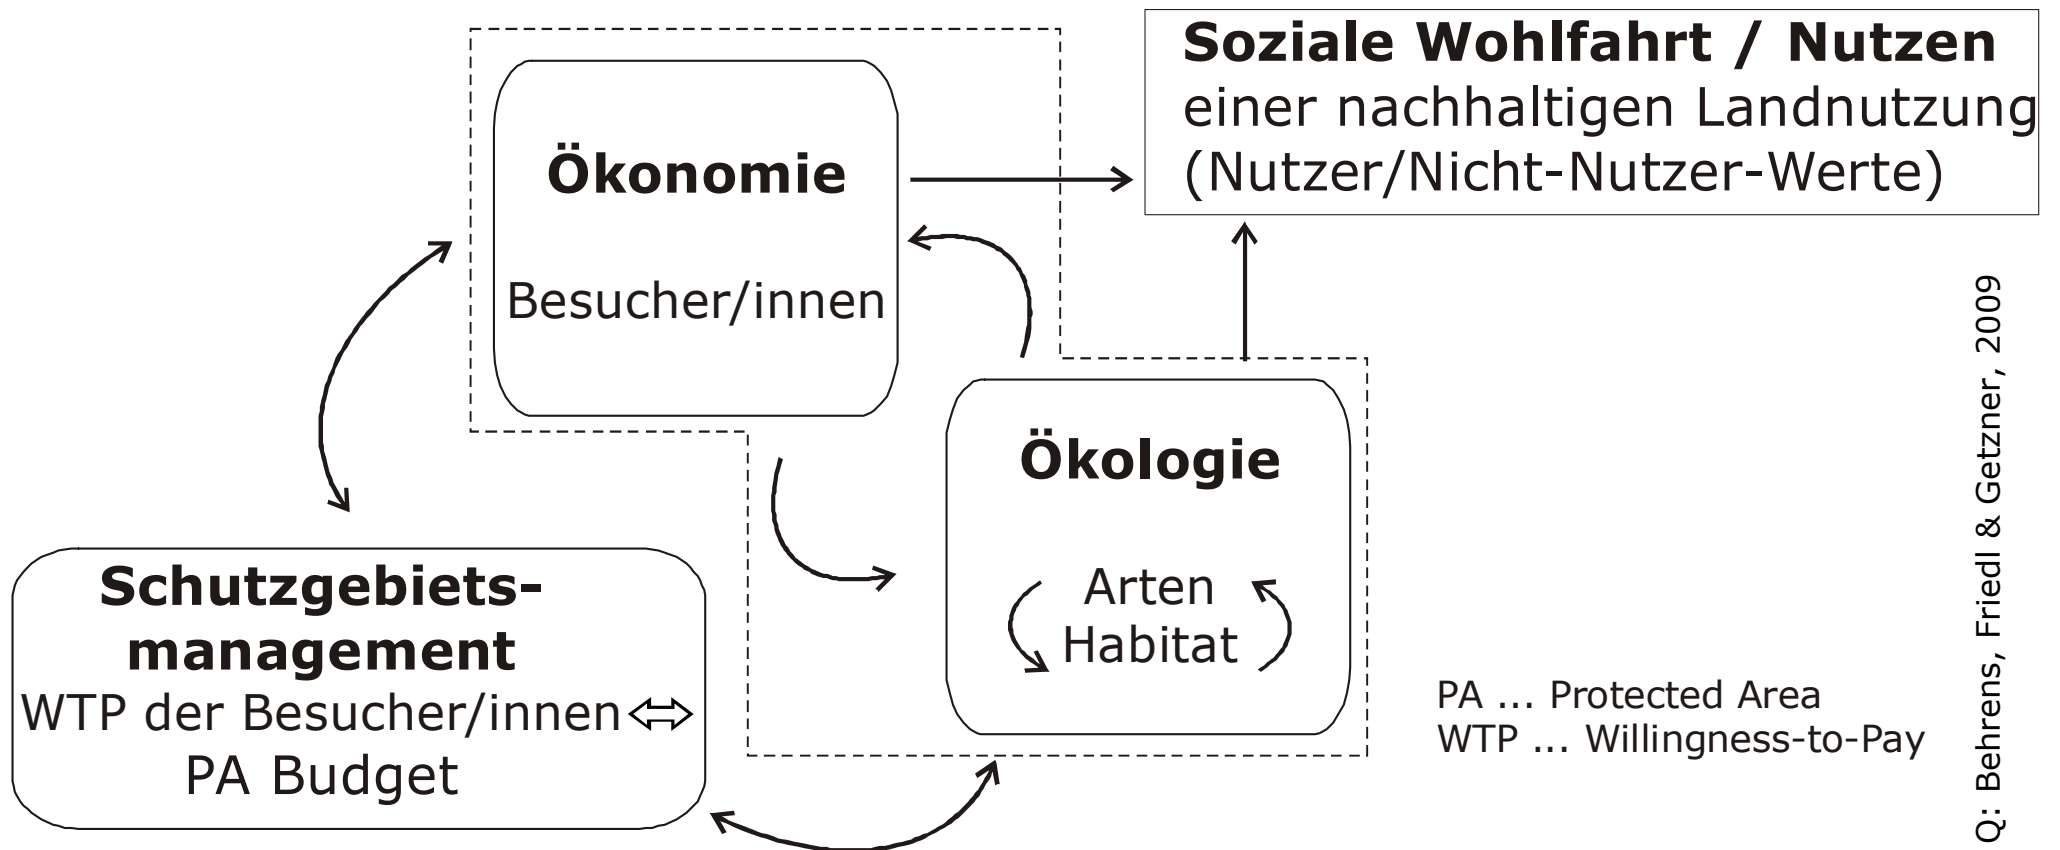 Soziale Wohlfahrt / Nutzen
einer nachhaltigen Landnutzung
(Nutzer/Nicht-Nutzer-Werte)
Ökonomie
Besucher/innen
Ökologie
Arten
Habitat
Schutzgebiets-
management
WTP der Besucher/innen
PA Budget
PA ... Protected Area
WTP ... Willingness-to-Pay
Q: Behrens, Friedl & Getzner, 2009